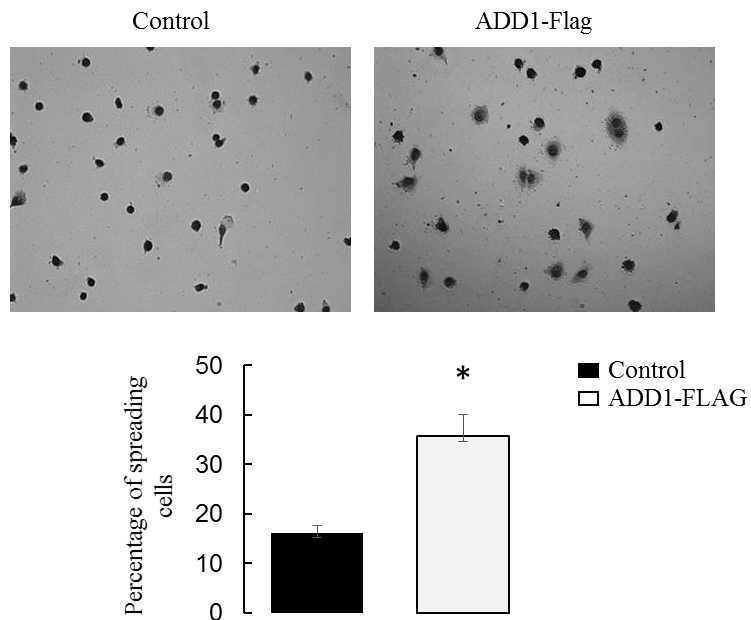 Control
ADD1-Flag
50
40
30
20
10
0
Percentage of spreading
cells
*
Control
ADD1-FLAG